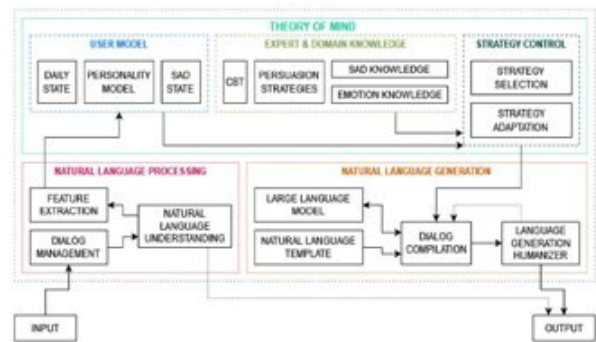 THEORY OF MIND
USER MODEL
DAILY
STATE
PERSONALITY
MODEL
SAD
STATE
EXPERT & DOMAIN KNOWLEDGE
CBT
PERSUASION
STRATEGIES
SAD KNOWLEDGE
EMOTION KNOWLEDGE
STRATEGY CONTROL
STRATEGY
SELECTION
STRATEGY
ADAPTATION
NATURAL LANGUAGE PROCESSING
FEATURE
EXTRACTION
DIALOG
MANAGEMENT
NATURAL
LANGUAGE
UNDERSTANDING
NATURAL LANGUAGE GENERATION
LARGE LANGUAGE
MODEL
NATURAL LANGUAGE
TEMPLATE
DIALOG
COMPILATION
LANGUAGE
GENERATION
HUMANIZER
INPUT
OUTPUT